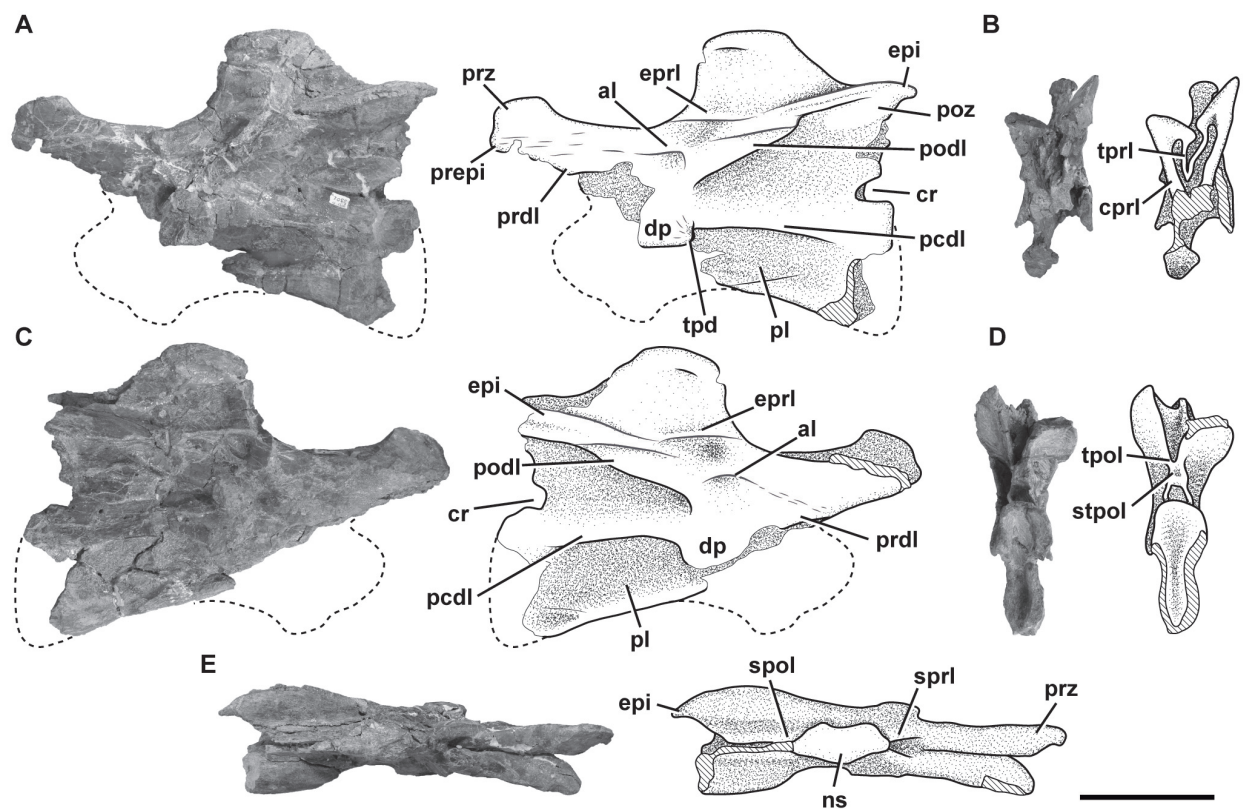 A
prz
al
eprl
epi
poz
podl
cr
pcdl
prepi
prdl
dp
tpd
pl
B
tprl
cprl
C
epi
eprl
al
podl
cr
dp
prdl
pcdl
pl
D
tpol
stpol
E
epi
spol
sprl
prz
ns